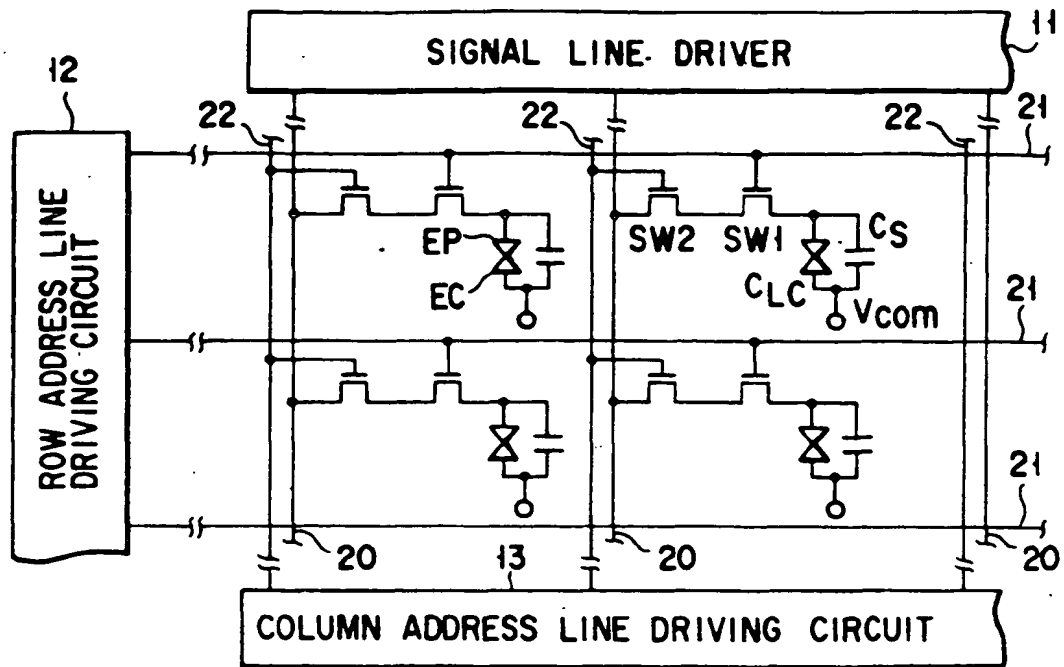 11
SIGNAL LINE DRIVER
12
22
22
22
21
ROW ADDRESS LINE
DRIVING CIRCUIT
EP
SW2
SW1
CS
EC
CLC
21
Vcom
21
20
13
20
20
COLUMN ADDRESS LINE DRIVING CIRCUIT